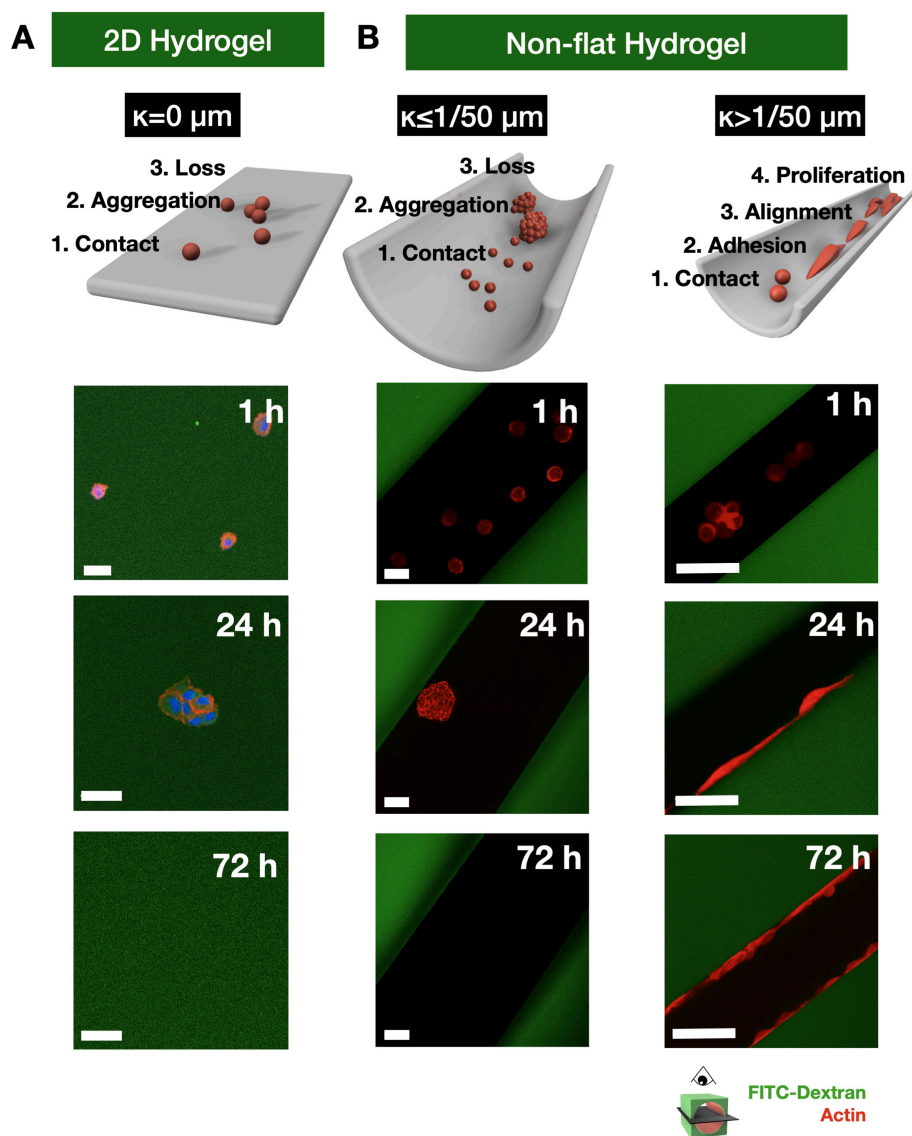 A
2D Hydrogel
B
Non-flat Hydrogel
κ=0 µm
κ≤1/50 µm
κ>1/50 µm
3. Loss
2. Aggregation
1. Contact
3. Loss
2. Aggregation
1. Contact
4. Proliferation
3. Alignment
2. Adhesion
1. Contact
1 h
1 h
1 h
24 h
24 h
24 h
72 h
72 h
72 h
FITC-Dextran
Actin